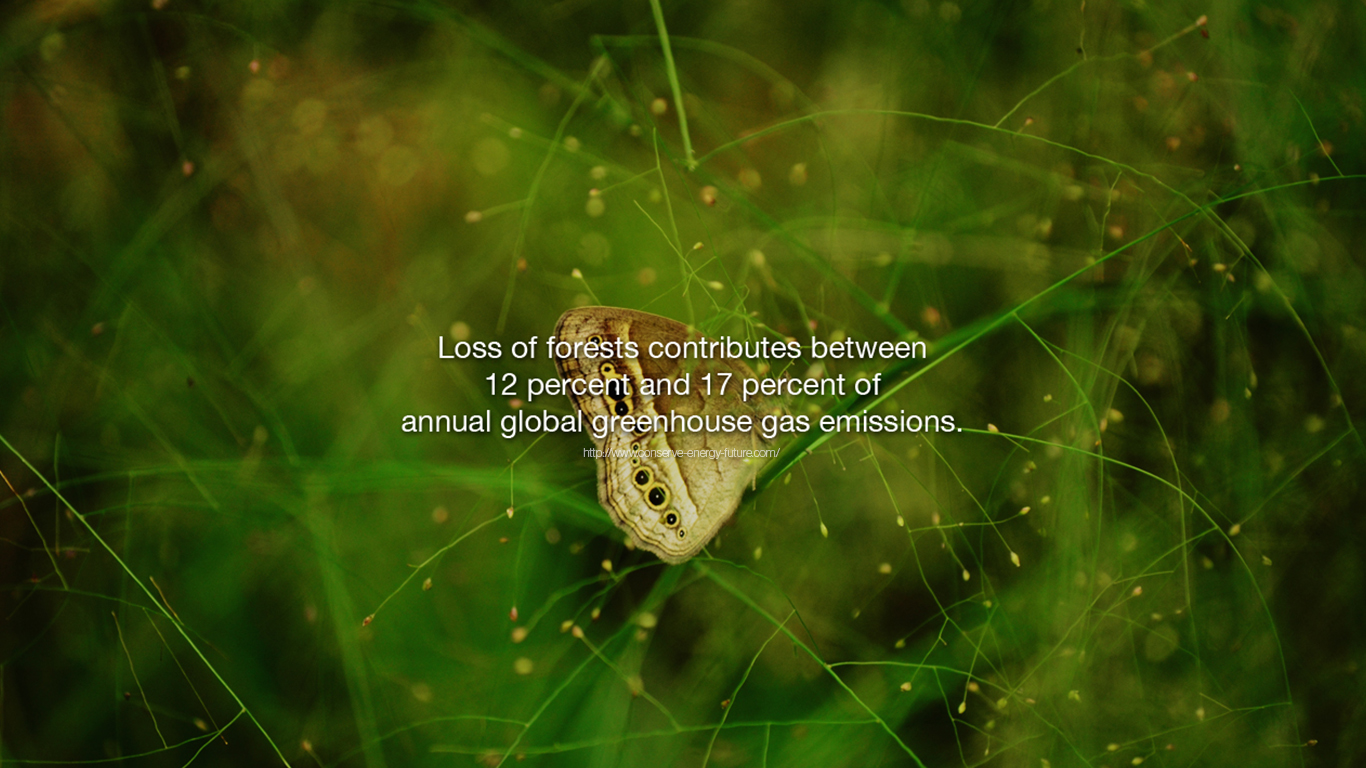 Loss of forests contributes between
12 percent and 17 percent of
annual global greenhouse gas emissions.
http://www.conserve-energy-future.com/